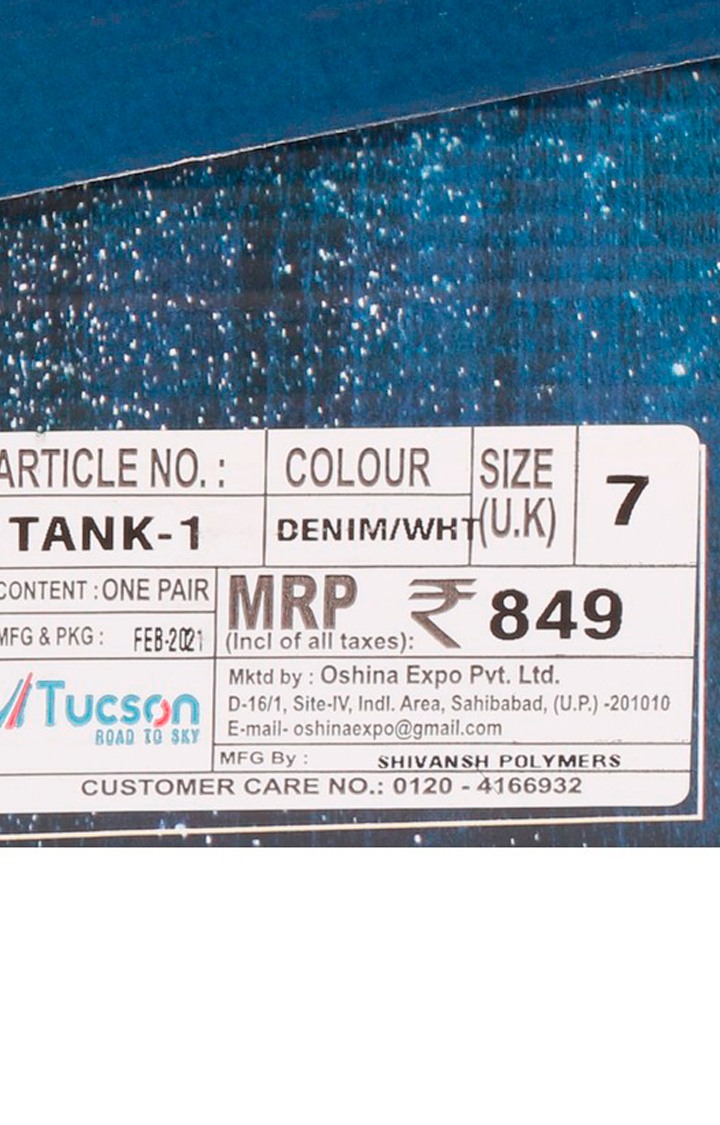 ARTICLE NO. : COLOUR SIZE (U.K) 7
TANK-1 DENIM/WHT
CONTENT : ONE PAIR
MFG & PKG : FEB-2021
MRP ₹ 849
(Incl of all taxes):
Tucson
ROAD TO SKY
Mktd by : Oshina Expo Pvt. Ltd.
D-16/1, Site-IV, Indl. Area, Sahibabad, (U.P.) -201010
E-mail- oshinaexpo@gmail.com
MFG By : SHIVANSH POLYMERS
CUSTOMER CARE NO.: 0120 - 4166932